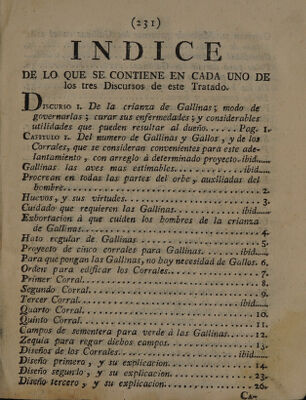 (231)
INDICE
DE LO QUE SE CONTIENE EN CADA UNO DE
los tres Discursos de este Tratado.
DISCURSO I. De la crianza de Gallinas; modo de
governarlas; curar sus enfermedades; y considerables
utilidades que pueden resultar al dueño...... Pag. 1.
CAPITULO I. Del numero de Gallinas y Gallos, y de los
Corrales, que se consideran convenientes para este ade-
lantamiento, con arreglo à determinado proyecto. ibid.
Gallinas las aves mas estimables. ibid.
Procrean en todas las partes del orbe, auxiliadas del
hombre. 2.
Huevos, y sus virtudes. 3.
Cuidado que requieren las Gallinas. ibid.
Exhortacion à que cuiden los hombres de la crianza
de Gallinas. 4.
Hato regular de Gallinas. 5.
Proyecto de cinco corrales para Gallinas. ibid.
Para que pongan las Gallinas, no hay necesidad de Gallos. 6.
Orden para edificar los Corrales. 7.
Primer Corral. 8.
Segundo Corral. 9.
Tercer Corral. ibid.
Quarto Corral. 10.
Quinto Corral. 11.
Campos de sementera para verde à las Gallinas. 12.
Zequia para regar dichos campos. 13.
Diseños de los Corrales. ibid.
Diseño primero, y su explicacion. 14.
Diseño segundo, y su explicacion. 23.
Diseño tercero, y su explicacion. 26.
Ca-